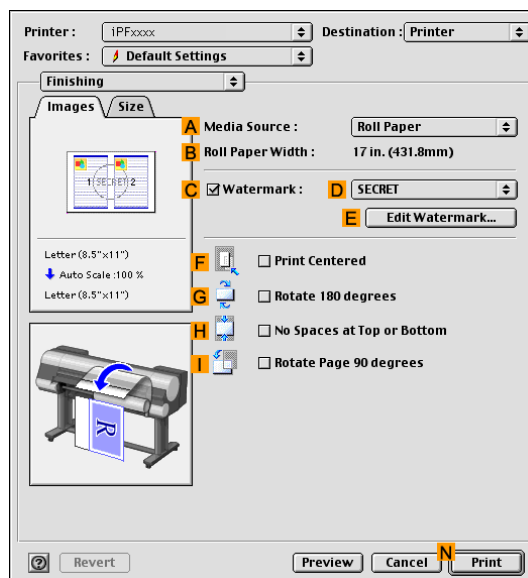 Printer : iPFxxxx Destination : Printer
Favorites : Default Settings
Finishing
Images Size
A Media Source : Roll Paper
B Roll Paper Width : 17 in. (431.8mm)
1 SECRET 2
C Watermark : D SECRET
E Edit Watermark...
Letter (8.5"x11")
Auto Scale :100 %
Letter (8.5"x11")
F Print Centered
G Rotate 180 degrees
H No Spaces at Top or Bottom
I Rotate Page 90 degrees
R
? Revert Preview Cancel N Print